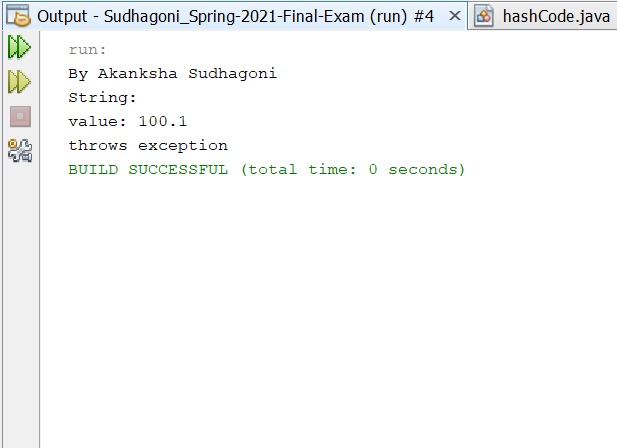 Output - Sudhagoni_Spring-2021-Final-Exam (run) #4
hashCode.java
run:
By Akanksha Sudhagoni
String:
value: 100.1
throws exception
BUILD SUCCESSFUL (total time: 0 seconds)